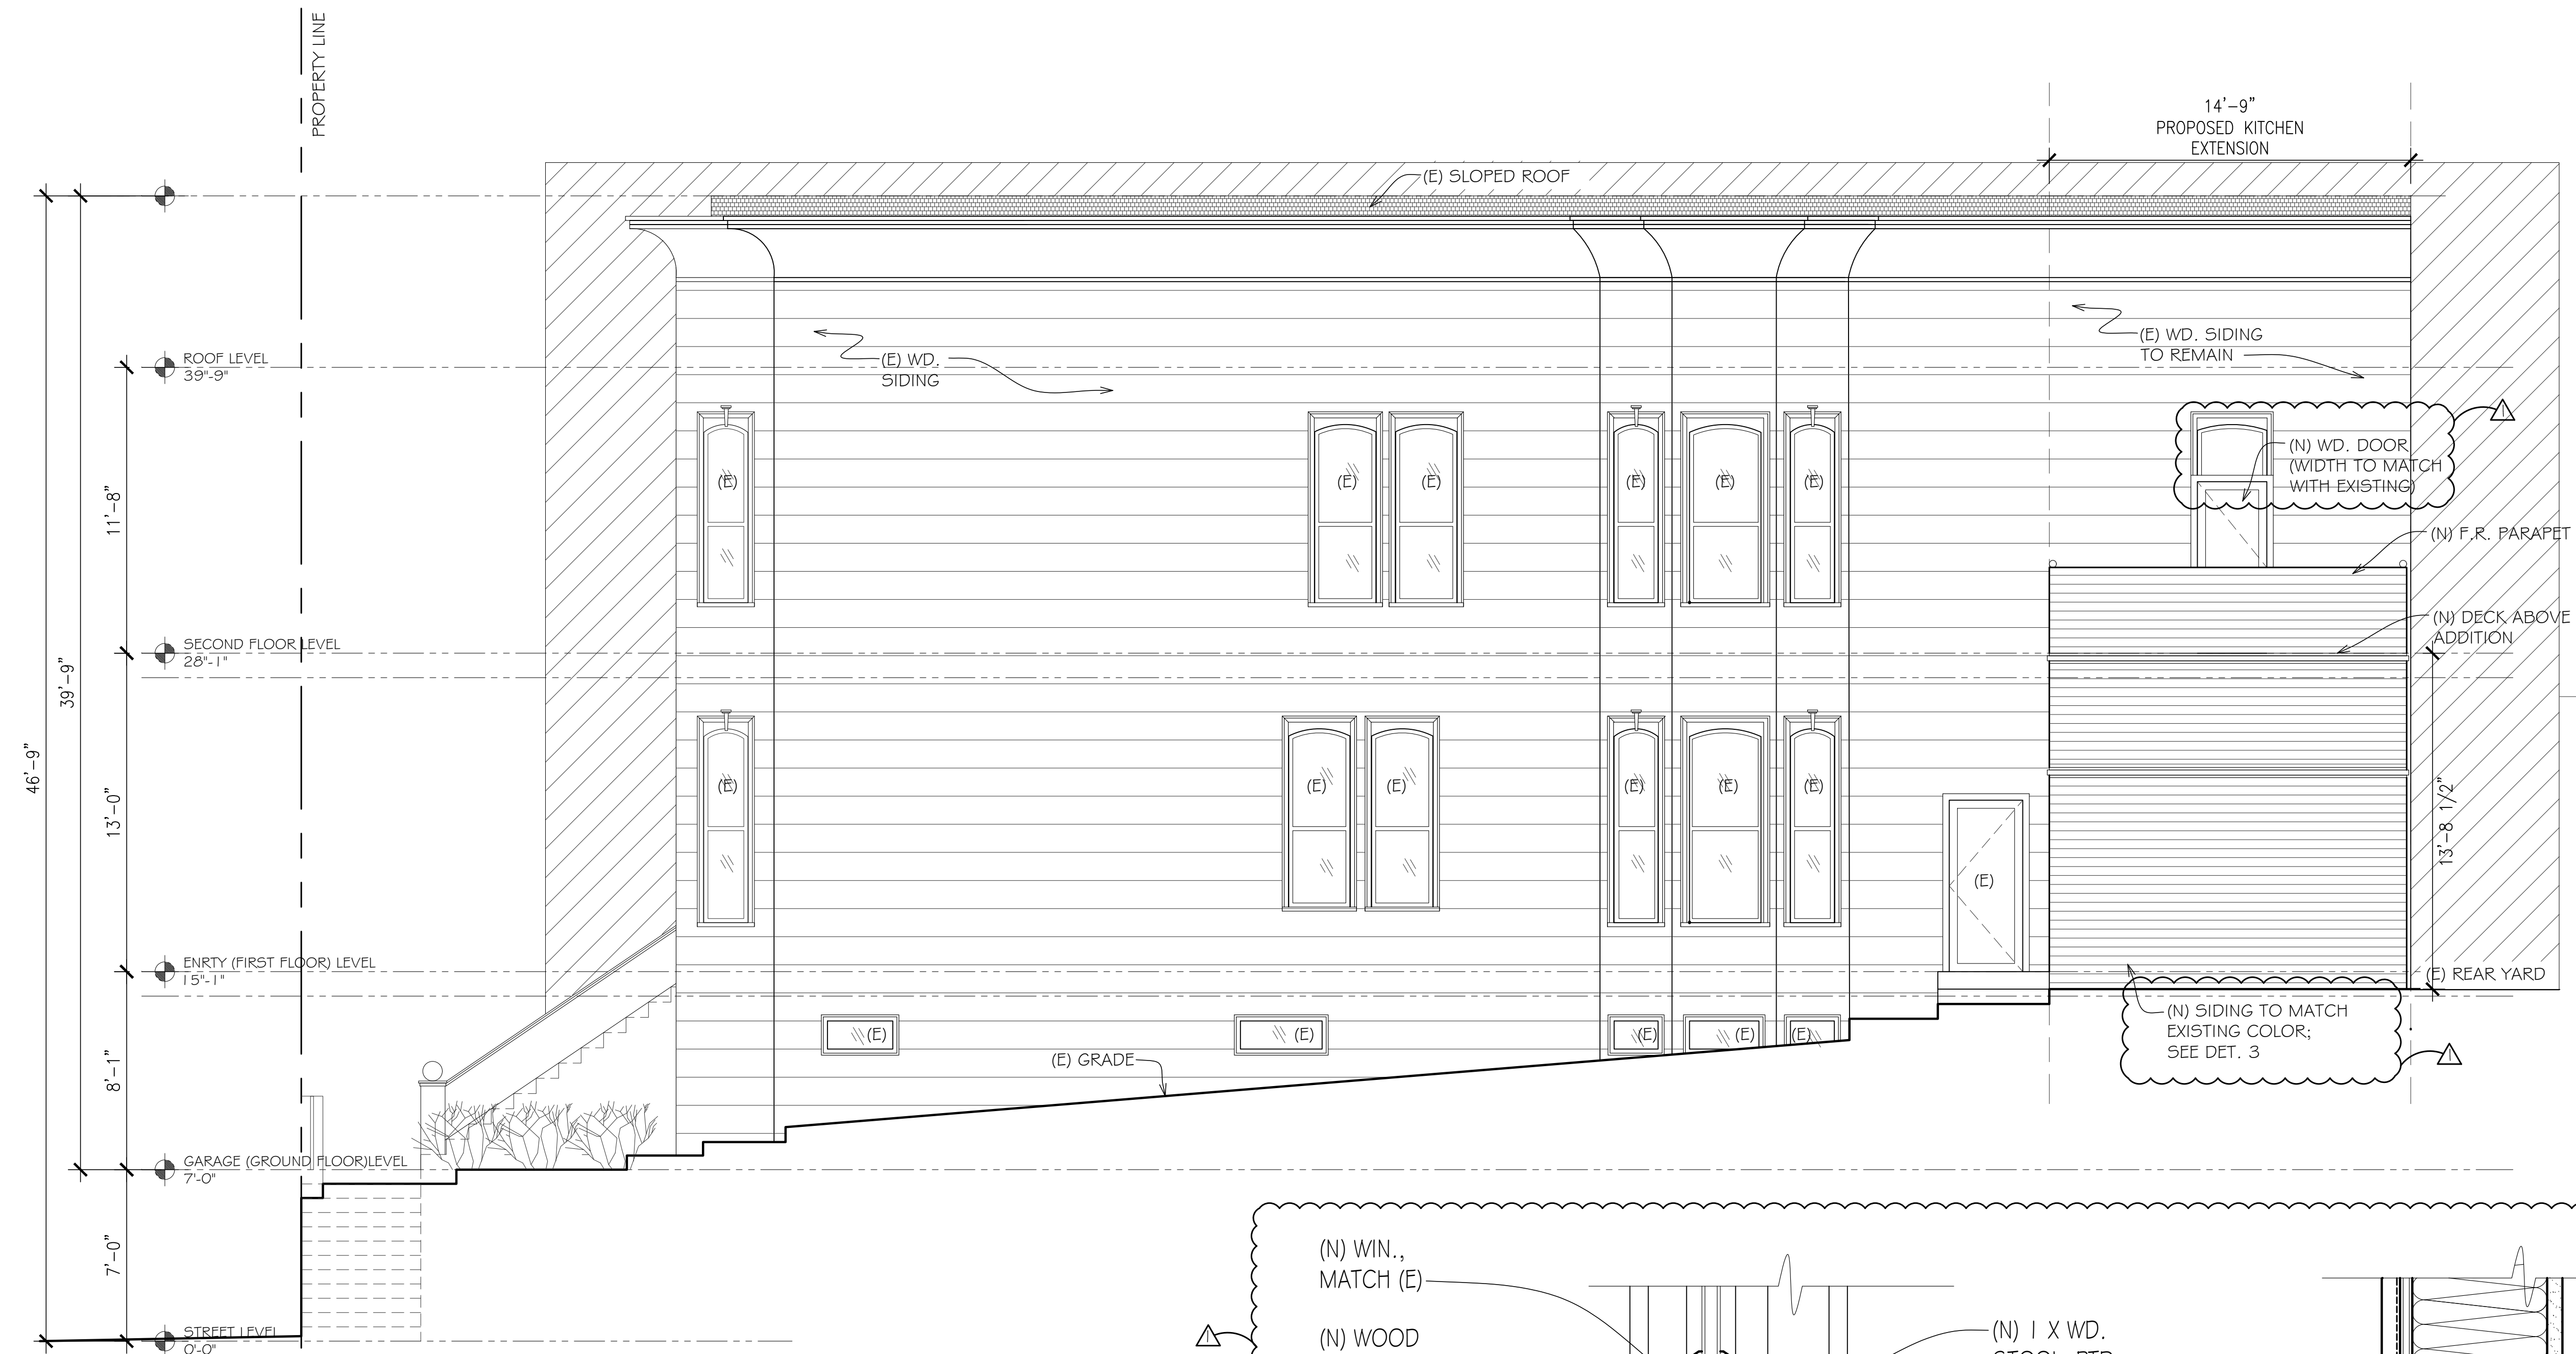 PROPERTY LINE
14'-9"
PROPOSED KITCHEN
EXTENSION
(E) SLOPED ROOF
ROOF LEVEL
39"-9"
(E) WD.
SIDING
(E) WD. SIDING
TO REMAIN
(N) WD. DOOR
(WIDTH TO MATCH
WITH EXISTING)
(E)
(E)
(E)
(E)
(E)
(E)
11'-8"
(N) F.R. PARAPET
(N) DECK ABOVE
ADDITION
SECOND FLOOR LEVEL
28"-1"
39'-9"
46'-9"
13'-0"
(E)
(E)
(E)
(E)
(E)
(E)
13'-8 1/2"
(E)
ENRTY (FIRST FLOOR) LEVEL
15"-1"
(E) REAR YARD
(N) SIDING TO MATCH
EXISTING COLOR;
SEE DET. 3
(E)
(E)
(E)
(E)
(E)
(E) GRADE
8'-1"
GARAGE (GROUND FLOOR)LEVEL
7'-0"
7'-0"
STREET LEVEL
0'-0"
(N) WIN.,
MATCH (E)
(N) WOOD
(N) 1 X WD.